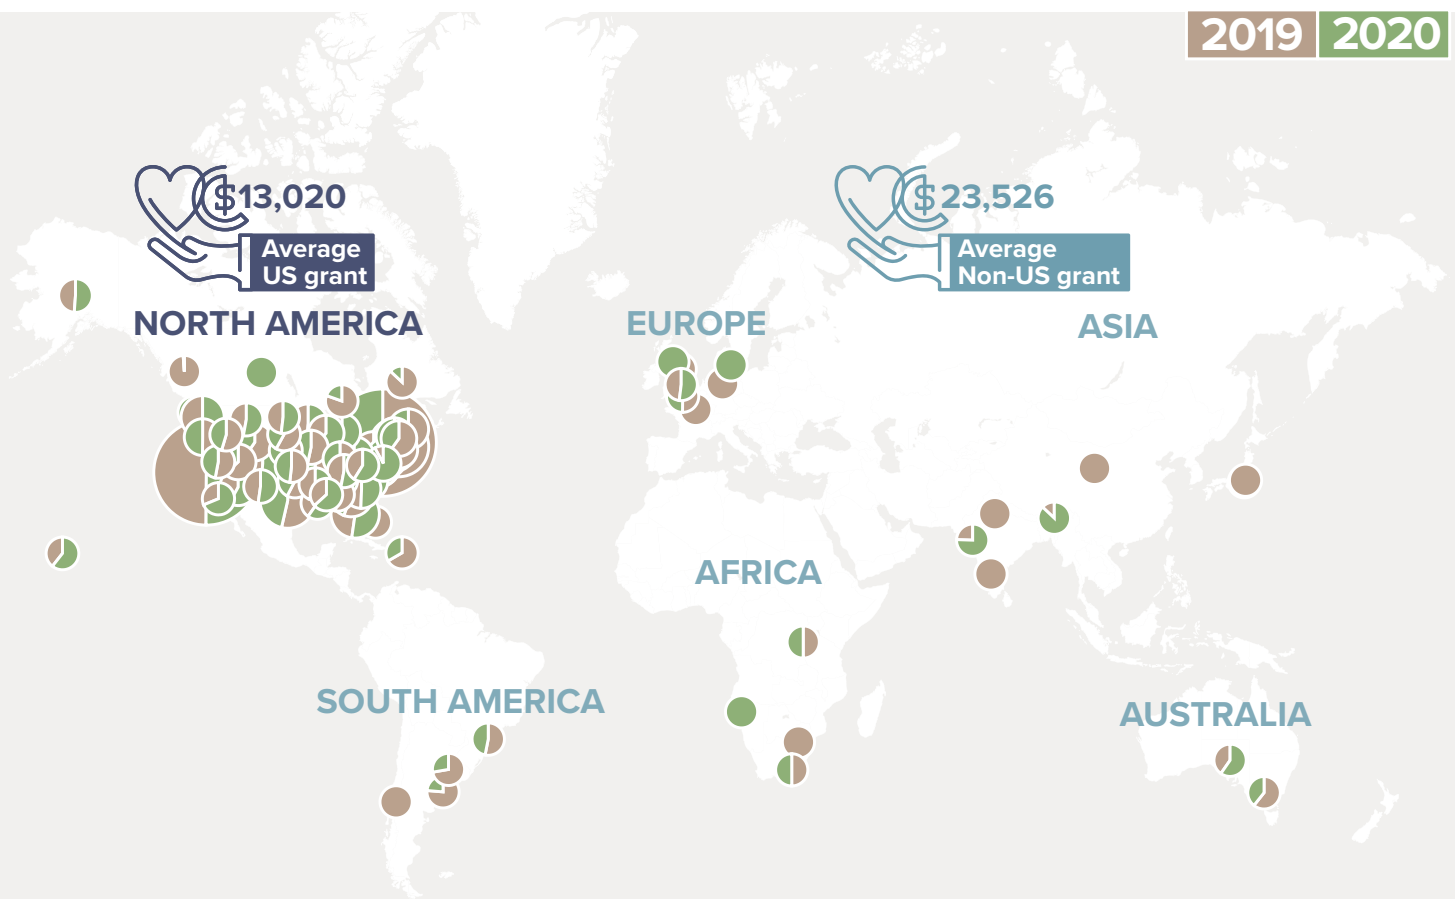 2019 2020
$13,020
Average
US grant
$23,526
Average
Non-US grant
NORTH AMERICA
EUROPE
ASIA
AFRICA
SOUTH AMERICA
AUSTRALIA